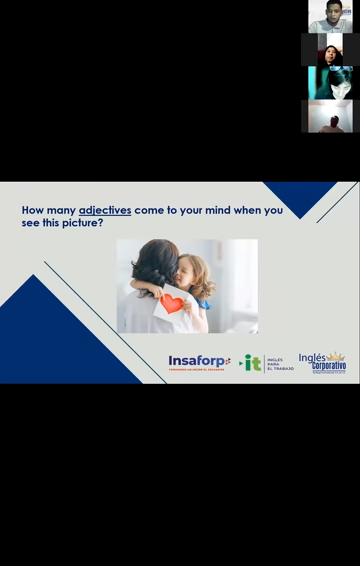 How many adjectives come to your mind when you
see this picture?
Insaforp
it
INGLÉS
PARA
EL TRABAJO
Inglés
Corporativo